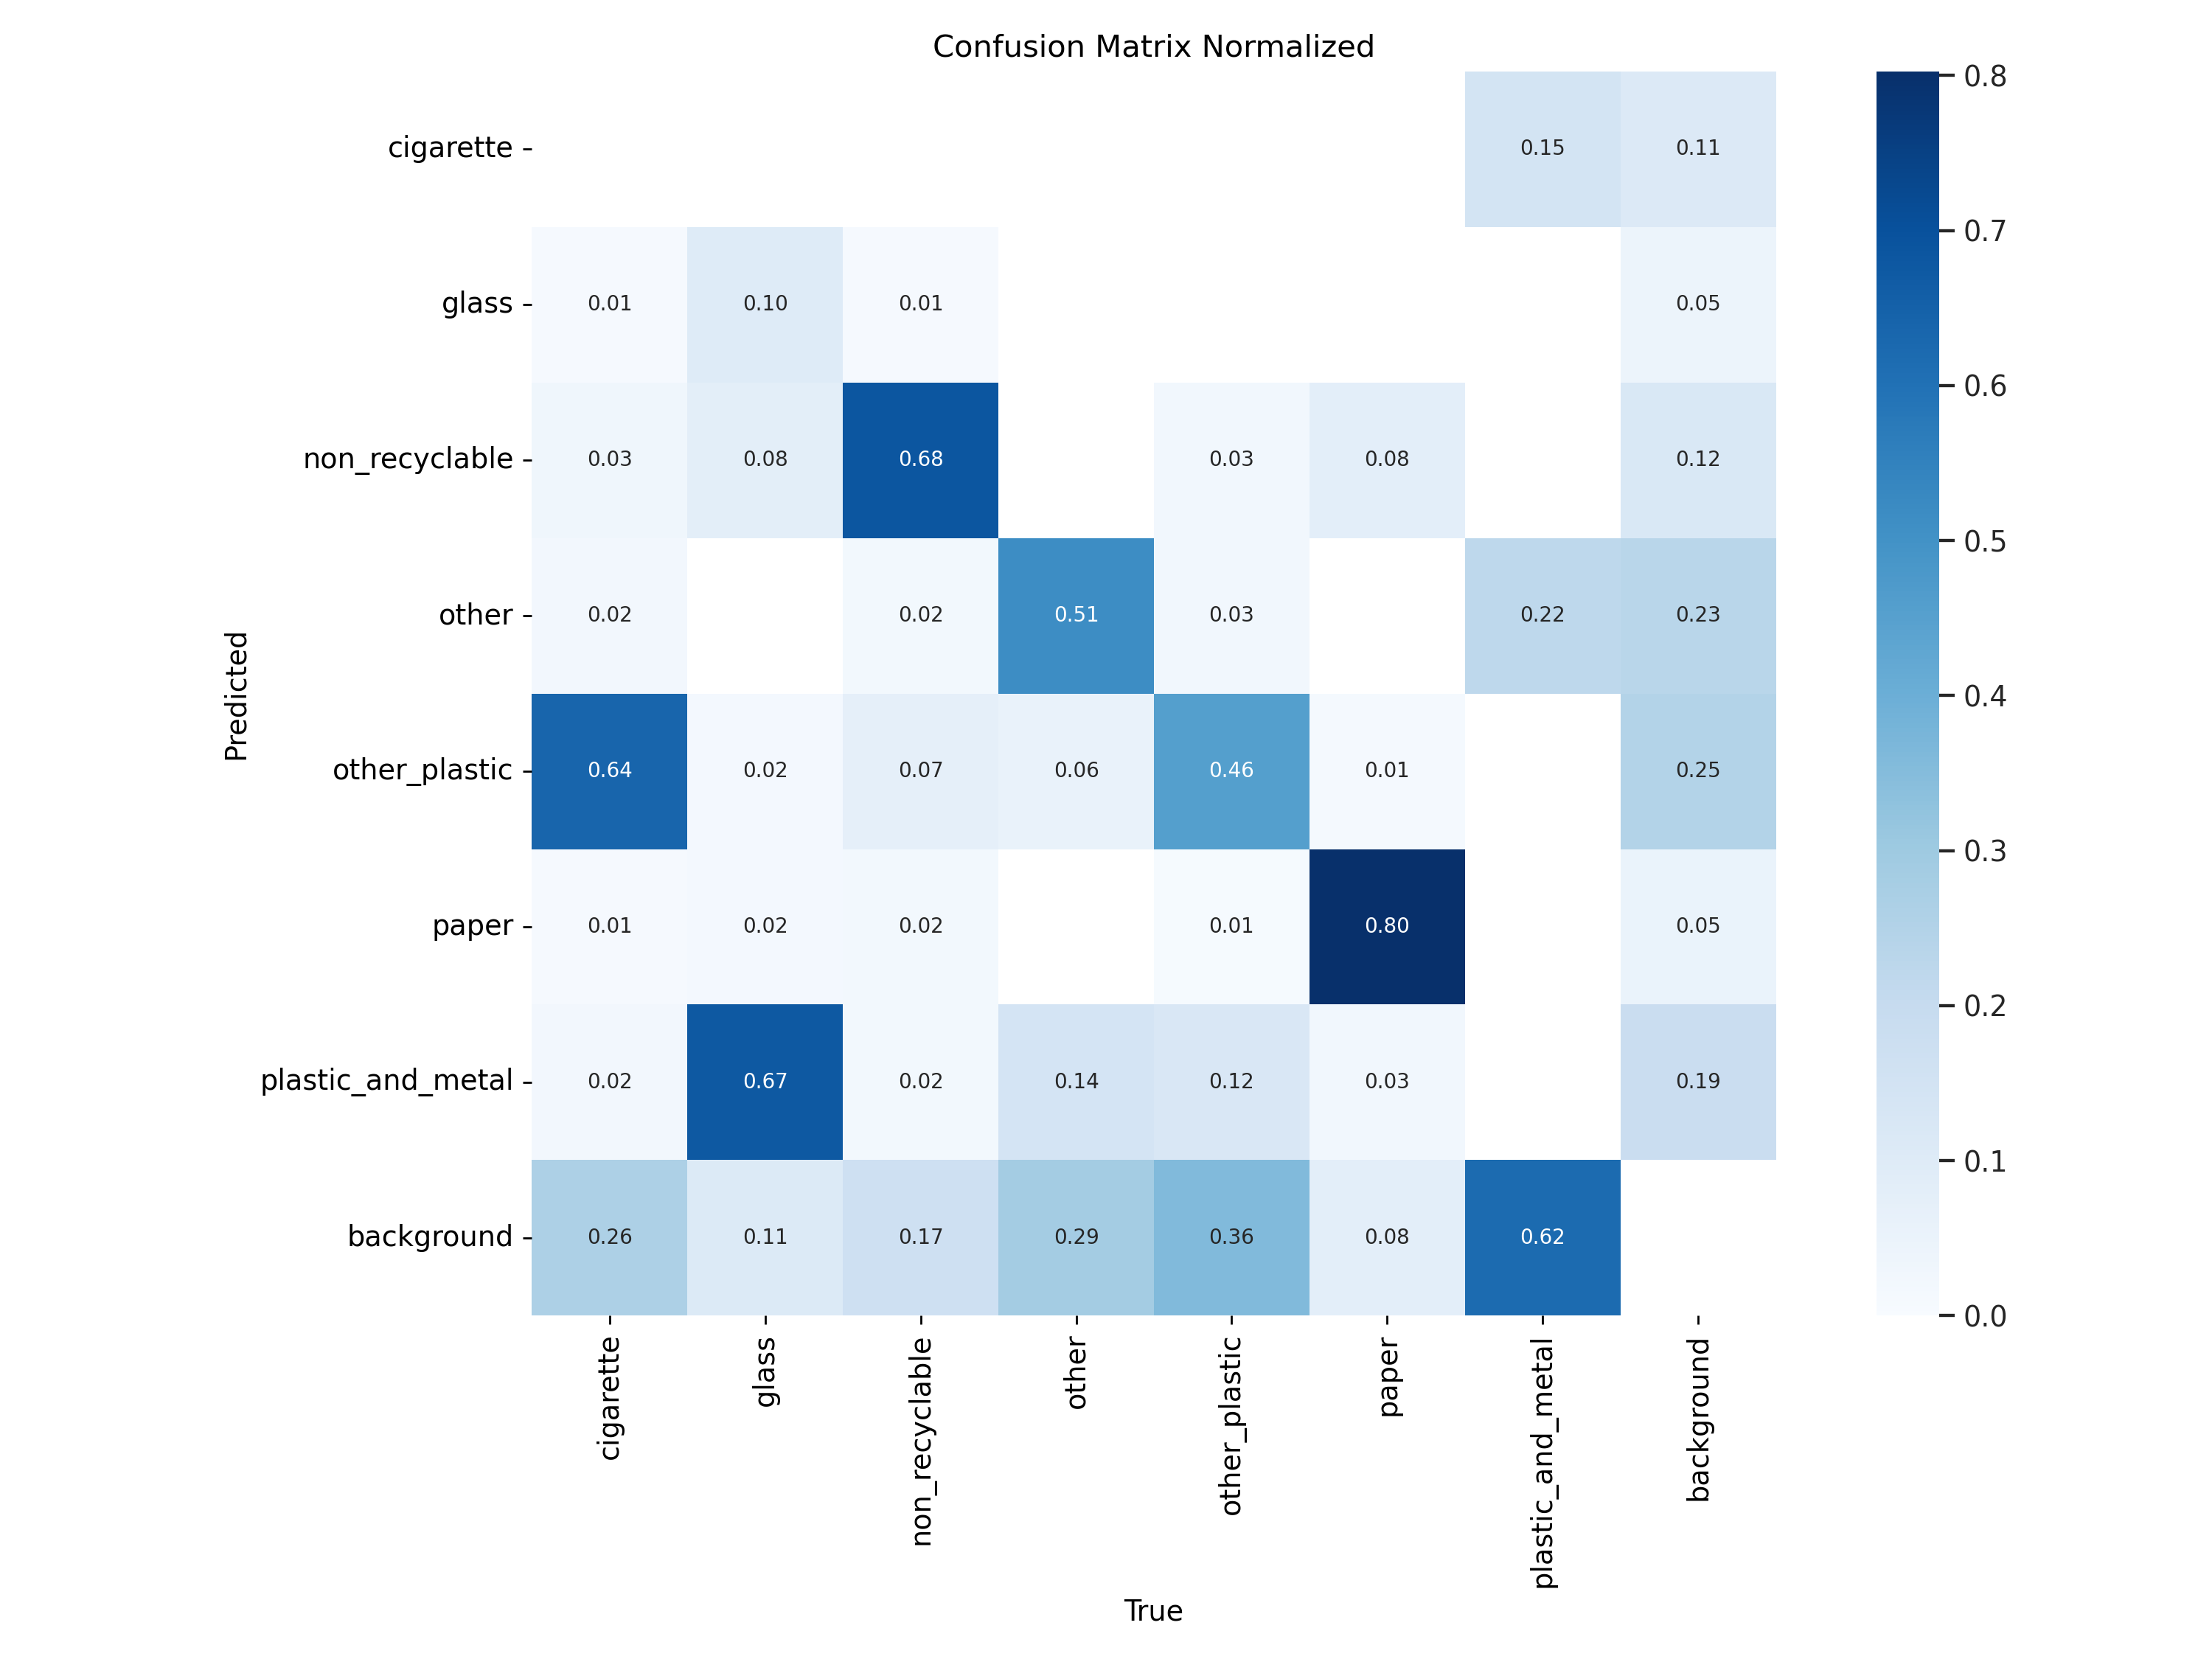 Confusion Matrix Normalized
cigarette 0.15 0.11
glass 0.01 0.10 0.01 0.05
non_recyclable 0.03 0.08 0.68 0.03 0.08 0.12
other 0.02 0.02 0.51 0.03 0.22 0.23
other_plastic 0.64 0.02 0.07 0.06 0.46 0.01 0.25
paper 0.01 0.02 0.02 0.01 0.80 0.05
plastic_and_metal 0.02 0.67 0.02 0.14 0.12 0.03 0.19
background 0.26 0.11 0.17 0.29 0.36 0.08 0.62
Predicted
cigarette
glass
non_recyclable
other
other_plastic
paper
plastic_and_metal
background
True
0.8
0.7
0.6
0.5
0.4
0.3
0.2
0.1
0.0